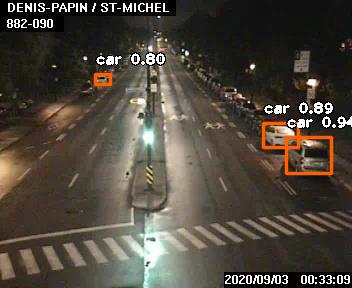 DENIS-PAPIN / ST-MICHEL
882-090
car 0.80
car 0.89
car 0.94
2020/09/03 00:33:09